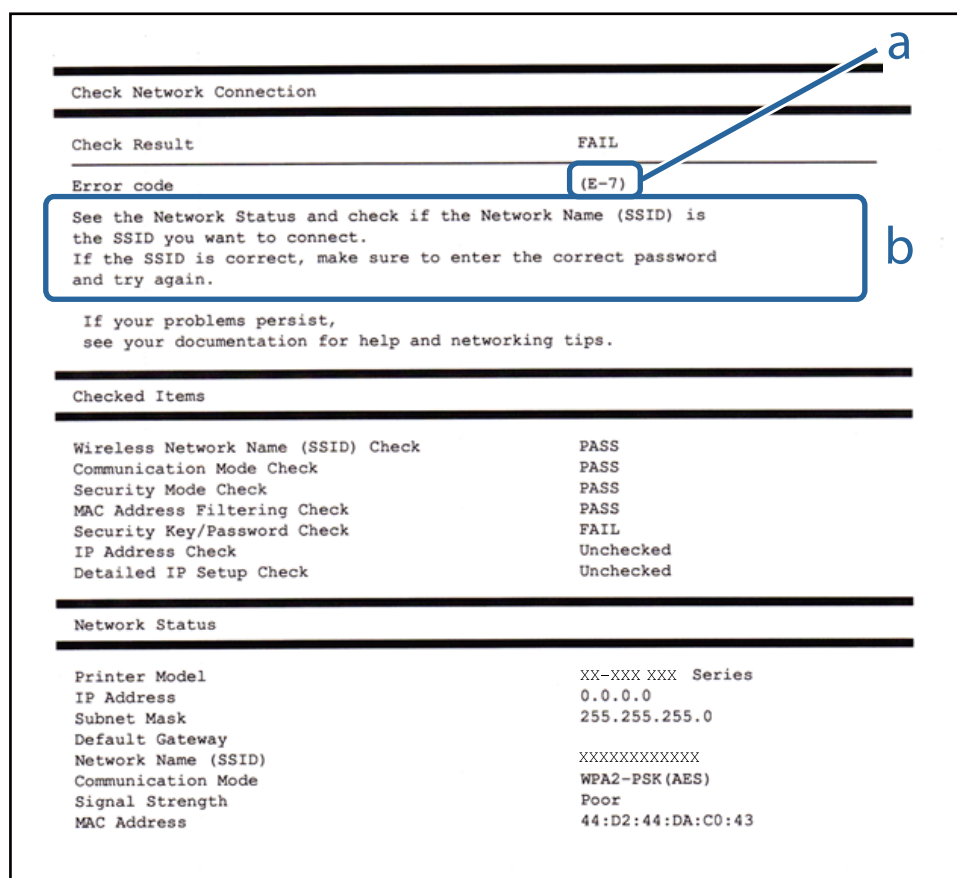 a
Check Network Connection
Check Result FAIL
Error code (E-7)
See the Network Status and check if the Network Name (SSID) is
the SSID you want to connect.
If the SSID is correct, make sure to enter the correct password
and try again.
b
If your problems persist,
see your documentation for help and networking tips.
Checked Items
Wireless Network Name (SSID) Check PASS
Communication Mode Check PASS
Security Mode Check PASS
MAC Address Filtering Check PASS
Security Key/Password Check FAIL
IP Address Check Unchecked
Detailed IP Setup Check Unchecked
Network Status
Printer Model XX-XXX XXX Series
IP Address 0.0.0.0
Subnet Mask 255.255.255.0
Default Gateway
Network Name (SSID) XXXXXXXXXXXX
Communication Mode WPA2-PSK(AES)
Signal Strength Poor
MAC Address 44:D2:44:DA:C0:43